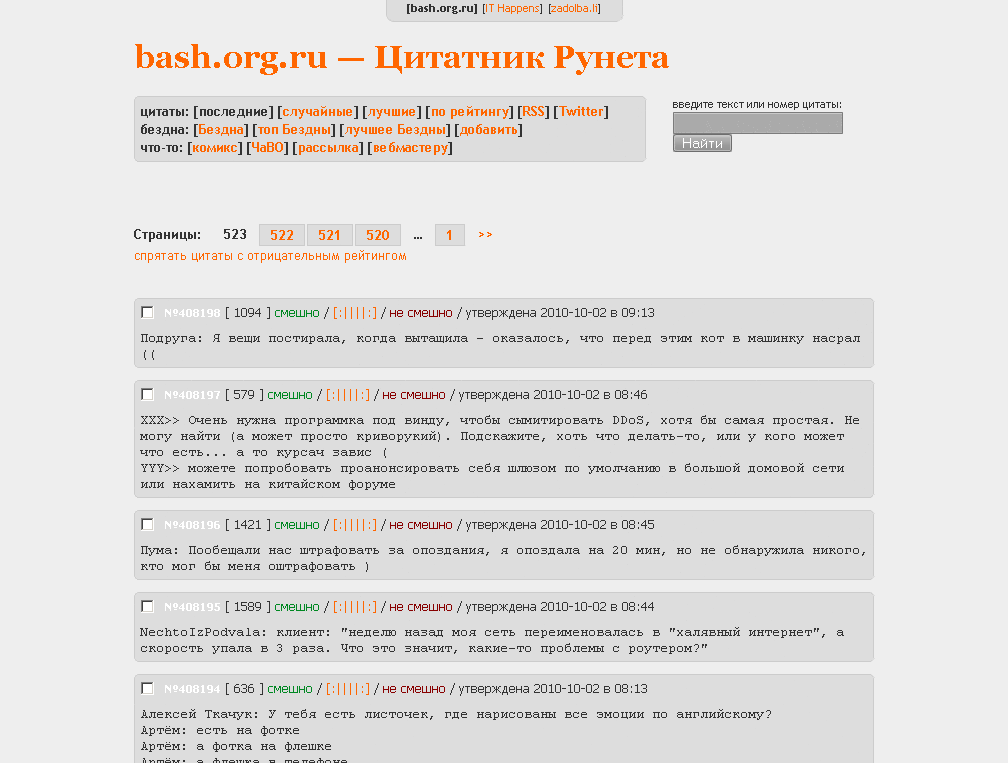 [bash.org.ru] [IT Happens] [zadolba.li]
bash.org.ru — Цитатник Рунета
цитаты: [последние] [случайные] [лучшие] [по рейтингу] [RSS] [Twitter]
бездна: [Бездна] [топ Бездны] [лучшее Бездны] [добавить]
что-то: [комикс] [ЧаВО] [рассылка] [вебмастеру]
введите текст или номер цитаты:
Найти
Страницы: 523 522 521 520 ... 1 >>
спрятать цитаты с отрицательным рейтингом
№408198 [ 1094 ] смешно / [:||||:] / не смешно / утверждена 2010-10-02 в 09:13
Подруга: Я вещи постирала, когда вытащила - оказалось, что перед этим кот в машинку насрал
((
№408197 [ 579 ] смешно / [:||||:] / не смешно / утверждена 2010-10-02 в 08:46
XXX>> Очень нужна программка под винду, чтобы сымитировать DDoS, хотя бы самая простая. Не
могу найти (а может просто криворукий). Подскажите, хоть что делать-то, или у кого может
что есть... а то курсач завис (
YYY>> можете попробовать проанонсировать себя шлюзом по умолчанию в большой домовой сети
или нахамить на китайском форуме
№408196 [ 1421 ] смешно / [:||||:] / не смешно / утверждена 2010-10-02 в 08:45
Пума: Пообещали нас штрафовать за опоздания, я опоздала на 20 мин, но не обнаружила никого,
кто мог бы меня оштрафовать )
№408195 [ 1589 ] смешно / [:||||:] / не смешно / утверждена 2010-10-02 в 08:44
NechtoIzPodvala: клиент: "неделю назад моя сеть переименовалась в "халявный интернет", а
скорость упала в 3 раза. Что это значит, какие-то проблемы с роутером?"
№408194 [ 636 ] смешно / [:||||:] / не смешно / утверждена 2010-10-02 в 08:13
Алексей Ткачук: У тебя есть листочек, где нарисованы все эмоции по английскому?
Артём: есть на фотке
Артём: а фотка на флешке
Артём: а флешка в телефоне